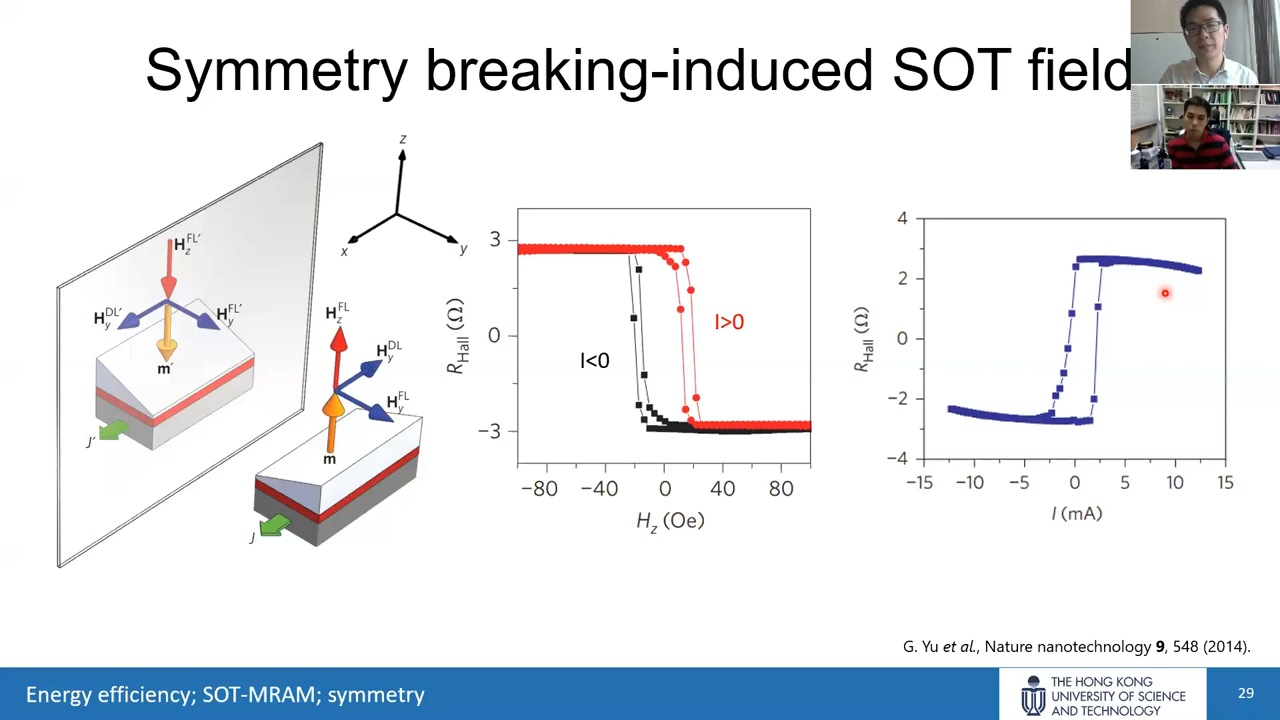 Symmetry breaking-induced SOT field
z
x
y
H_z^FL′
H_y^DL′
H_y^FL′
m′
J′
H_z^FL
H_y^DL
H_y^FL
m
J
R_Hall (Ω)
3
0
−3
I<0
I>0
−80 −40 0 40 80
H_z (Oe)
R_Hall (Ω)
4
2
0
−2
−4
−15 −10 −5 0 5 10 15
I (mA)
G. Yu et al., Nature nanotechnology 9, 548 (2014).
Energy efficiency; SOT-MRAM; symmetry
THE HONG KONG
UNIVERSITY OF SCIENCE
AND TECHNOLOGY
29